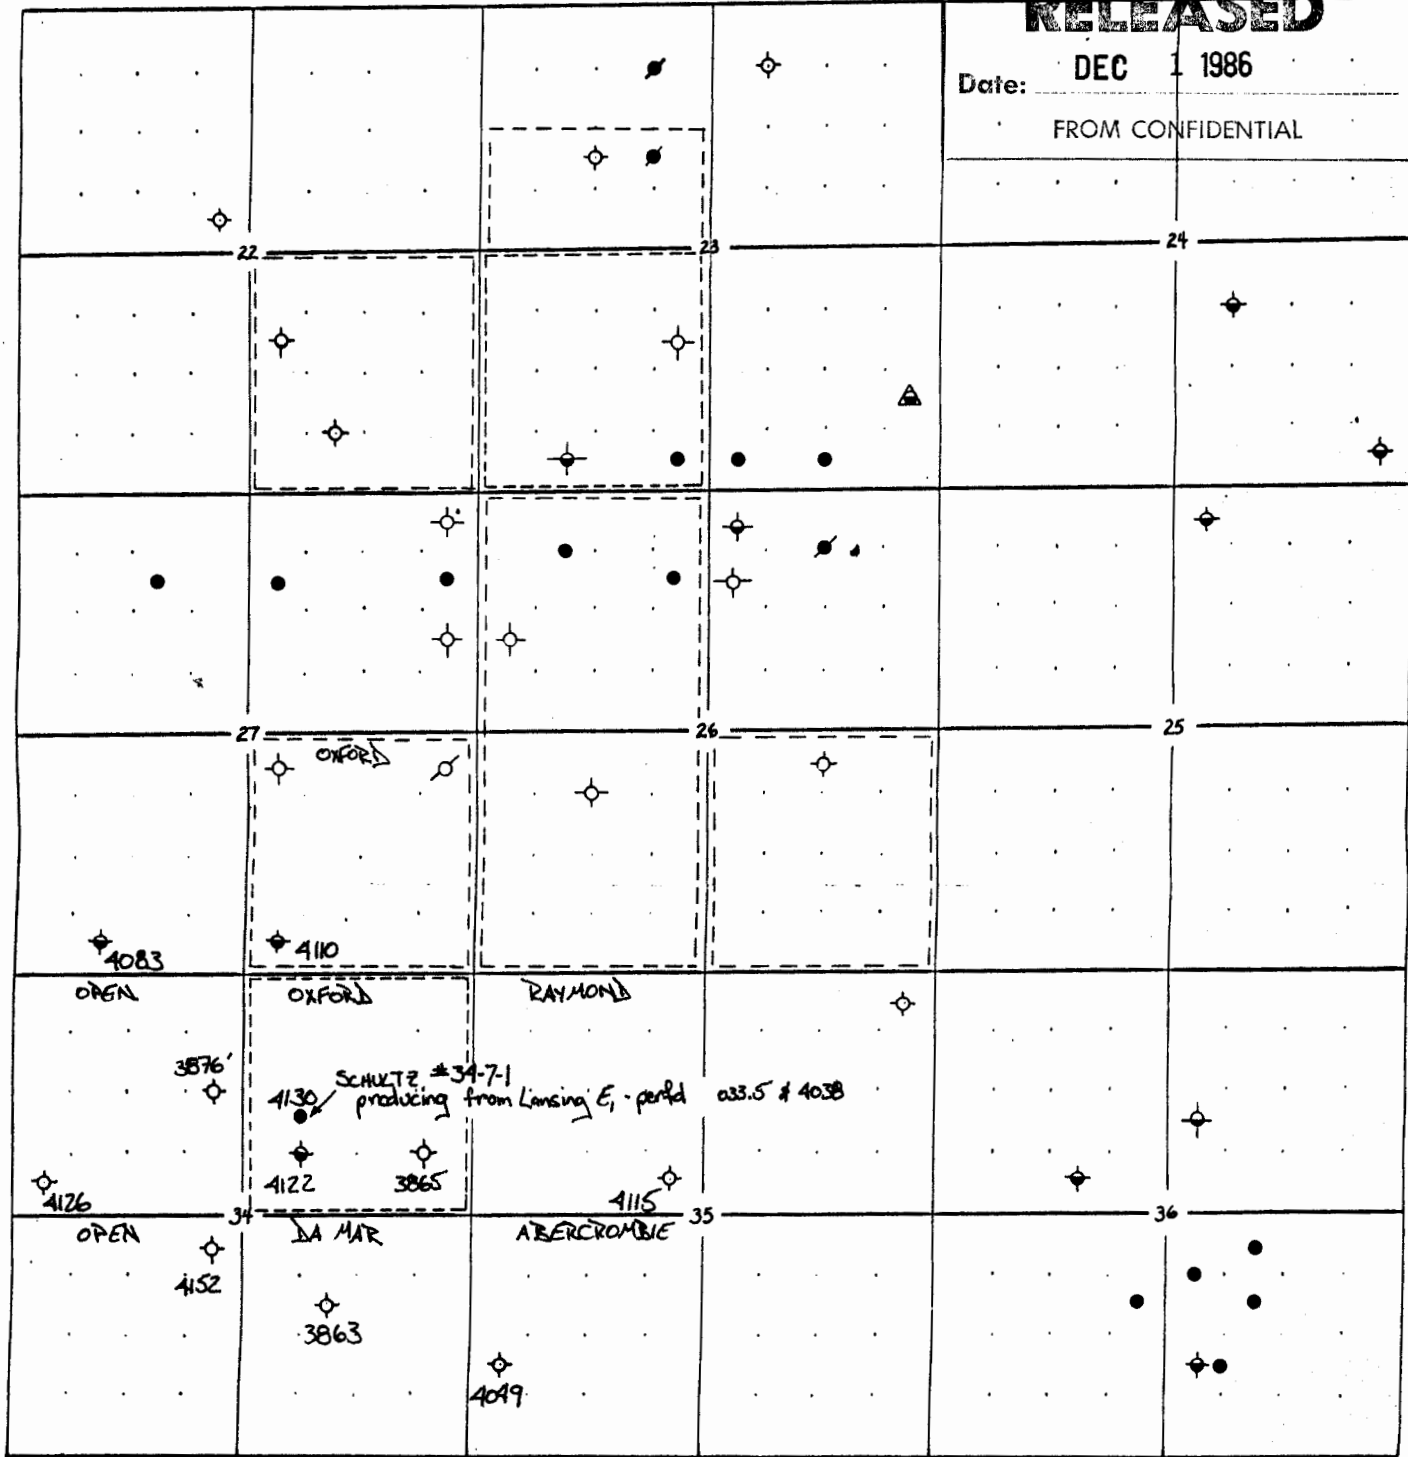 RELEASED
Date: DEC 1 1986
FROM CONFIDENTIAL
22
23
24
27
26
25
OXFORD
4083
4110
OPEN
OXFORD
RAYMOND
3876'
SCHULTZ #34-7-1
4130
producing from Lansing E, - perfd 033.5 & 4038
4122
3865
4126
4115
34
35
36
OPEN
DA MAR
ABERCROMBIE
4152
3863
4049